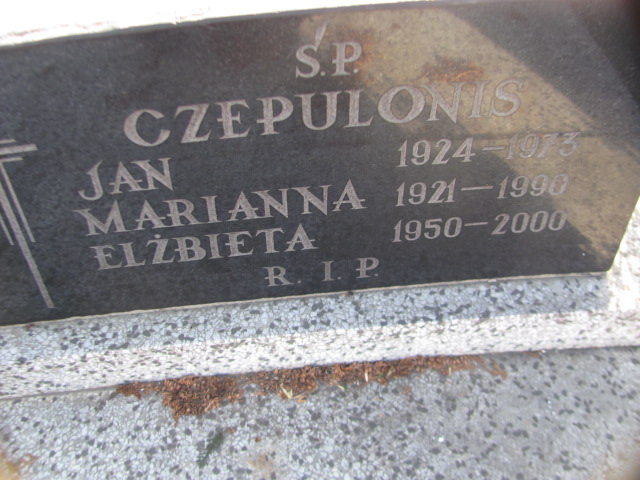 Ś.P.
CZEPULONIS
JAN 1924-1973
MARIANNA 1921-1990
ELŻBIETA 1950-2000
R. I. P.